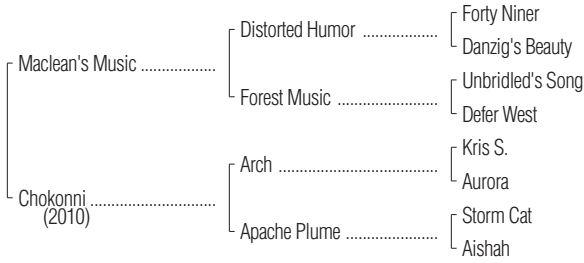 Forty Niner
Distorted Humor ..................
Danzig's Beauty
Maclean's Music .................
Unbridled's Song
Forest Music ........................
Defer West
Kris S.
Arch ......................................
Aurora
Chokonni .............................
(2010)
Storm Cat
Apache Plume ......................
Aishah